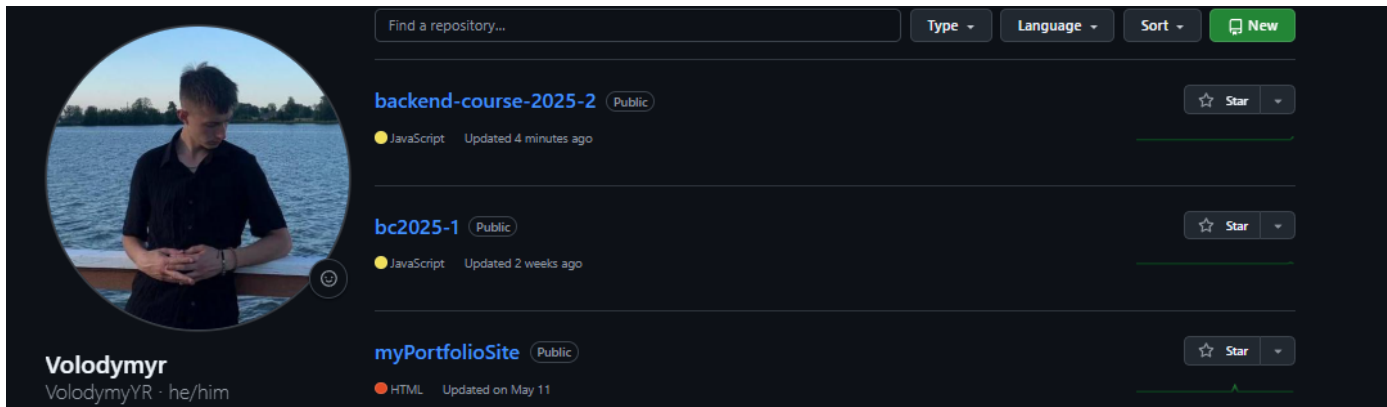 Find a repository...
Type
Language
Sort
New
backend-course-2025-2 Public
Star
JavaScript Updated 4 minutes ago
bc2025-1 Public
Star
JavaScript Updated 2 weeks ago
myPortfolioSite Public
Star
HTML Updated on May 11
Volodymyr
VolodymyYR · he/him